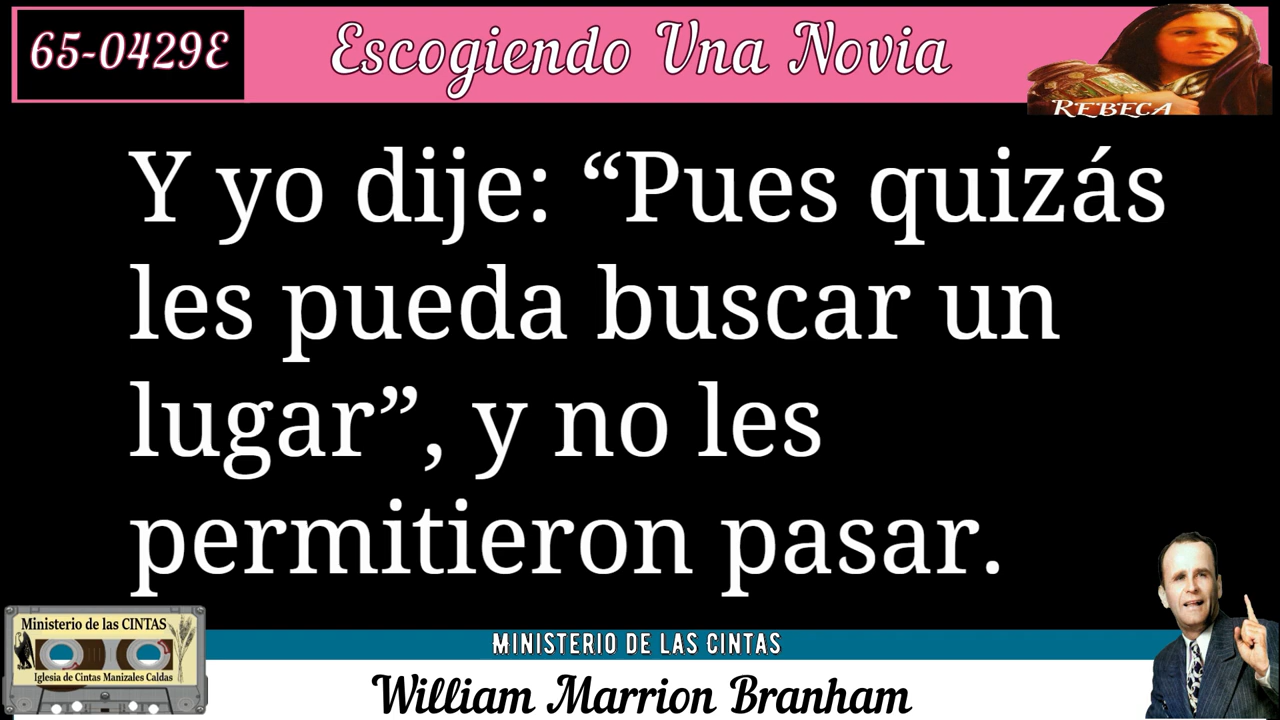 65-0429E
Escogiendo Una Novia
REBECA
Y yo dije: “Pues quizás
les pueda buscar un
lugar”, y no les
permitieron pasar.
Ministerio de las CINTAS
Iglesia de Cintas Manizales Caldas
MINISTERIO DE LAS CINTAS
William Marrion Branham